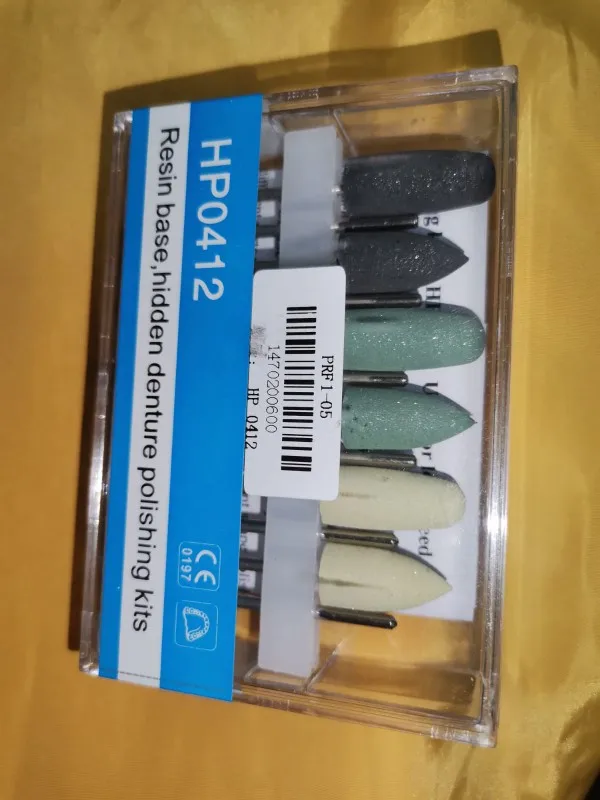 HP0412
Resin base,hidden denture polishing kits
CE
0197
PRF1-05
1470200600
HP 0412